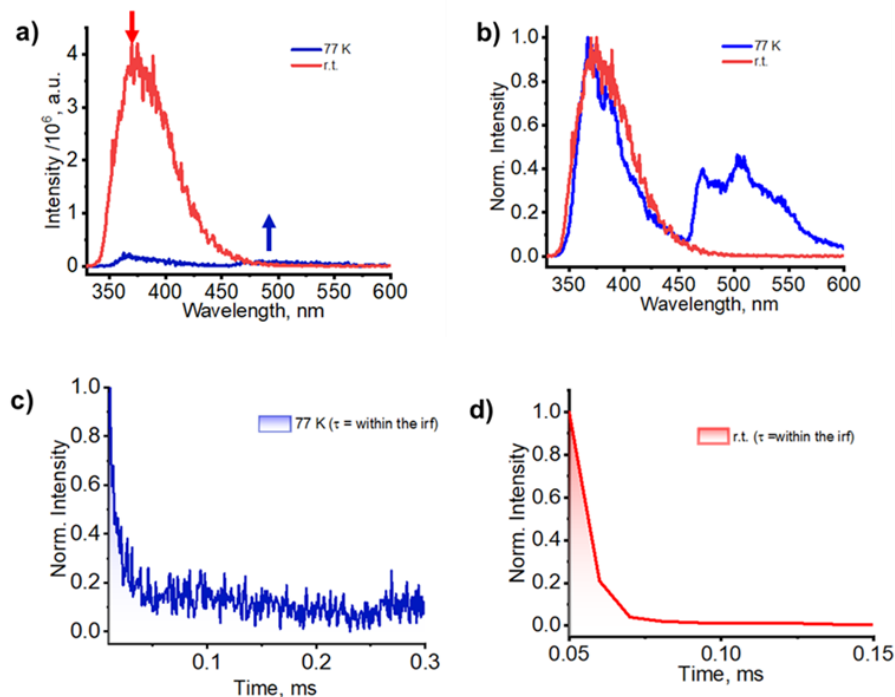 a)
77 K
r.t.
Intensity /10⁶, a.u.
4
3
2
1
0
350 400 450 500 550 600
Wavelength, nm
b)
77 K
r.t.
Norm. Intensity
1.0
0.8
0.6
0.4
0.2
0.0
350 400 450 500 550 600
Wavelength, nm
c)
77 K (τ = within the irf)
Norm. Intensity
1.0
0.8
0.6
0.4
0.2
0.0
0.1 0.2 0.3
Time, ms
d)
r.t. (τ =within the irf)
Norm. Intensity
1.0
0.8
0.6
0.4
0.2
0.0
0.05 0.10 0.15
Time, ms